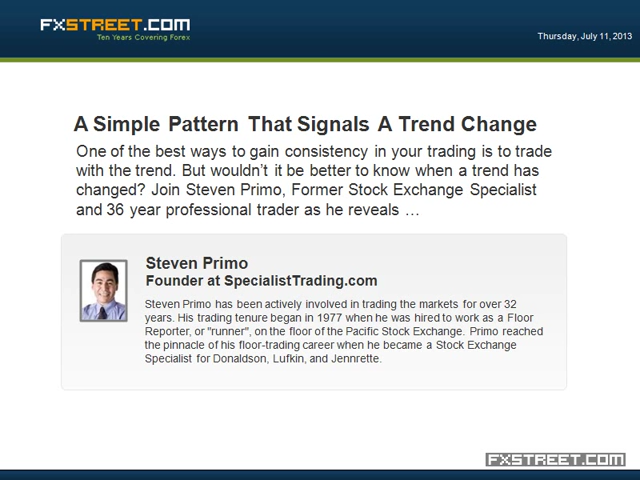 FXSTREET.COM
Ten Years Covering Forex
Thursday, July 11, 2013
A Simple Pattern That Signals A Trend Change
One of the best ways to gain consistency in your trading is to trade
with the trend. But wouldn't it be better to know when a trend has
changed? Join Steven Primo, Former Stock Exchange Specialist
and 36 year professional trader as he reveals …
Steven Primo
Founder at SpecialistTrading.com
Steven Primo has been actively involved in trading the markets for over 32
years. His trading tenure began in 1977 when he was hired to work as a Floor
Reporter, or "runner", on the floor of the Pacific Stock Exchange. Primo reached
the pinnacle of his floor-trading career when he became a Stock Exchange
Specialist for Donaldson, Lufkin, and Jennrette.
FXSTREET.COM